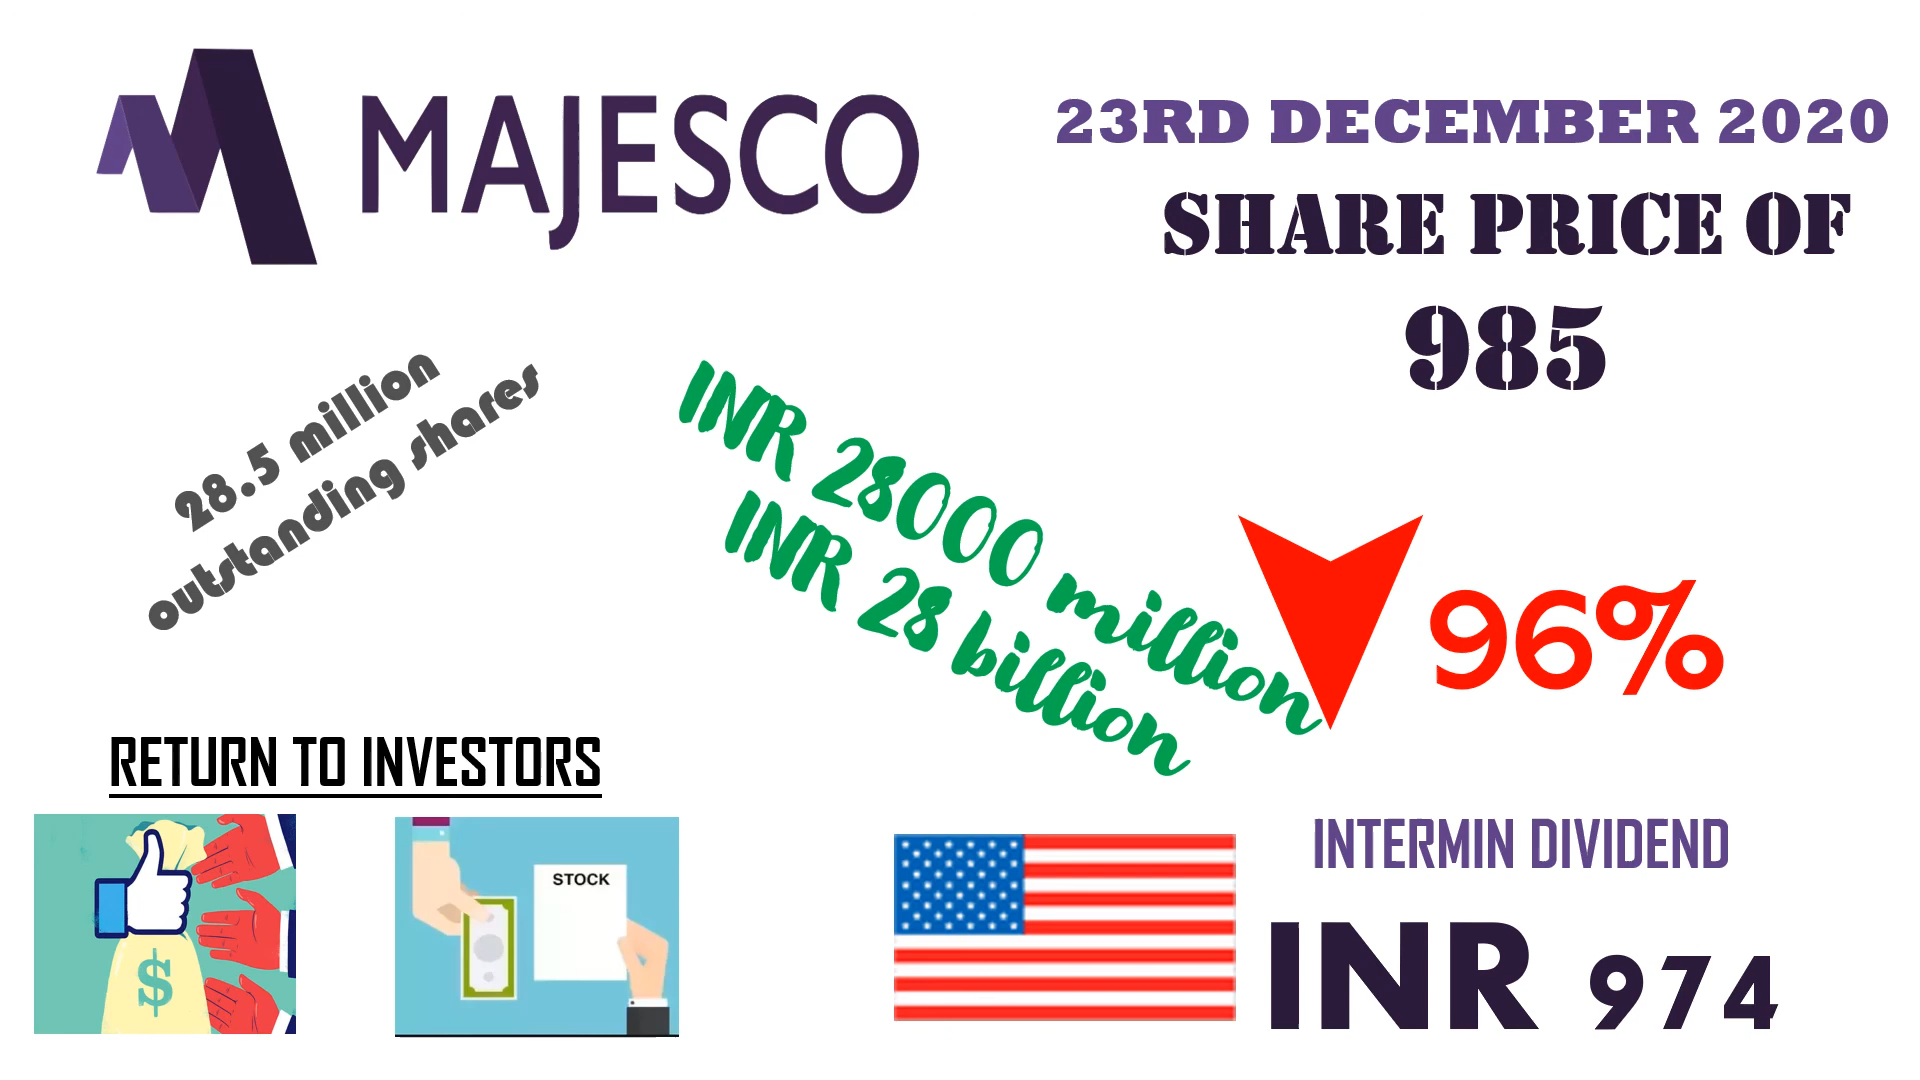 MAJESCO
23RD DECEMBER 2020
SHARE PRICE OF
985
28.5 million
outstanding shares
INR 28000 million
INR 28 billion
96%
RETURN TO INVESTORS
$
STOCK
INTERMIN DIVIDEND
INR 974